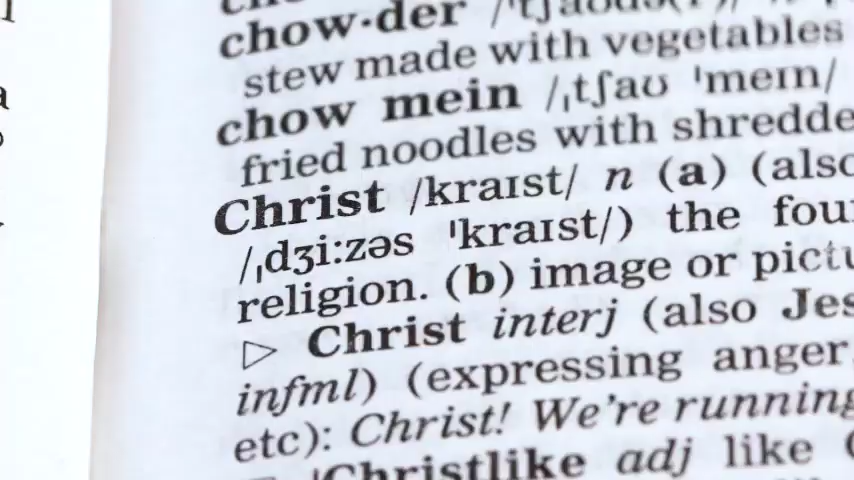 chow·der
stew made with vegetables
chow mein /ˌtʃaʊ ˈmeɪn/
fried noodles with shredde
Christ /kraɪst/ n (a) (also
/ˌdʒiːzəs ˈkraɪst/) the fou
religion. (b) image or pictu
▷ Christ interj (also Jes
infml) (expressing anger,
etc): Christ! We're running
Christlike adj like